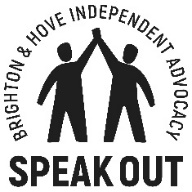 BRIGHTON & HOVE INDEPENDENT ADVOCACY
SPEAK OUT